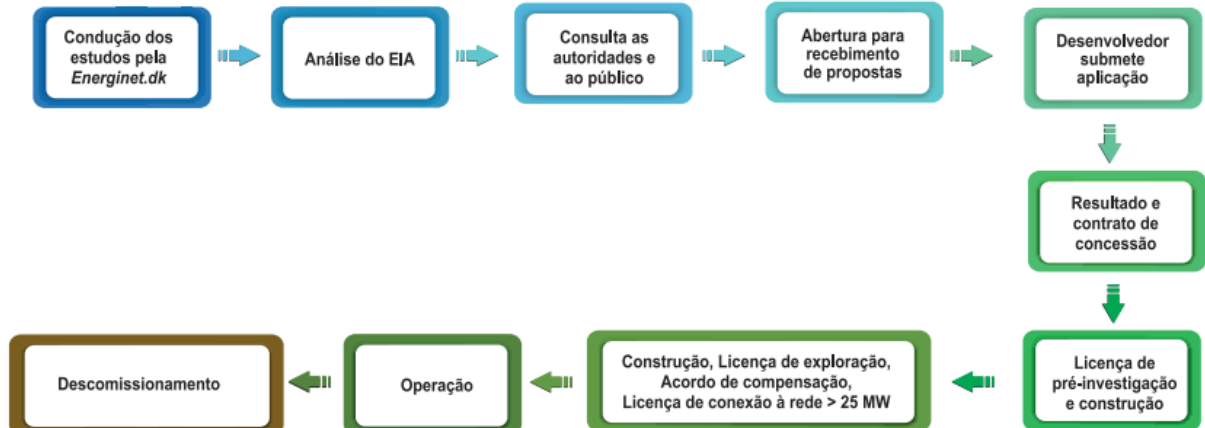 Condução dos
estudos pela
Energinet.dk
Análise do EIA
Consulta as
autoridades e
ao público
Abertura para
recebimento
de propostas
Desenvolvedor
submete
aplicação
Resultado e
contrato de
concessão
Licença de
pré-investigação
e construção
Construção, Licença de exploração,
Acordo de compensação,
Licença de conexão à rede > 25 MW
Operação
Descomissionamento